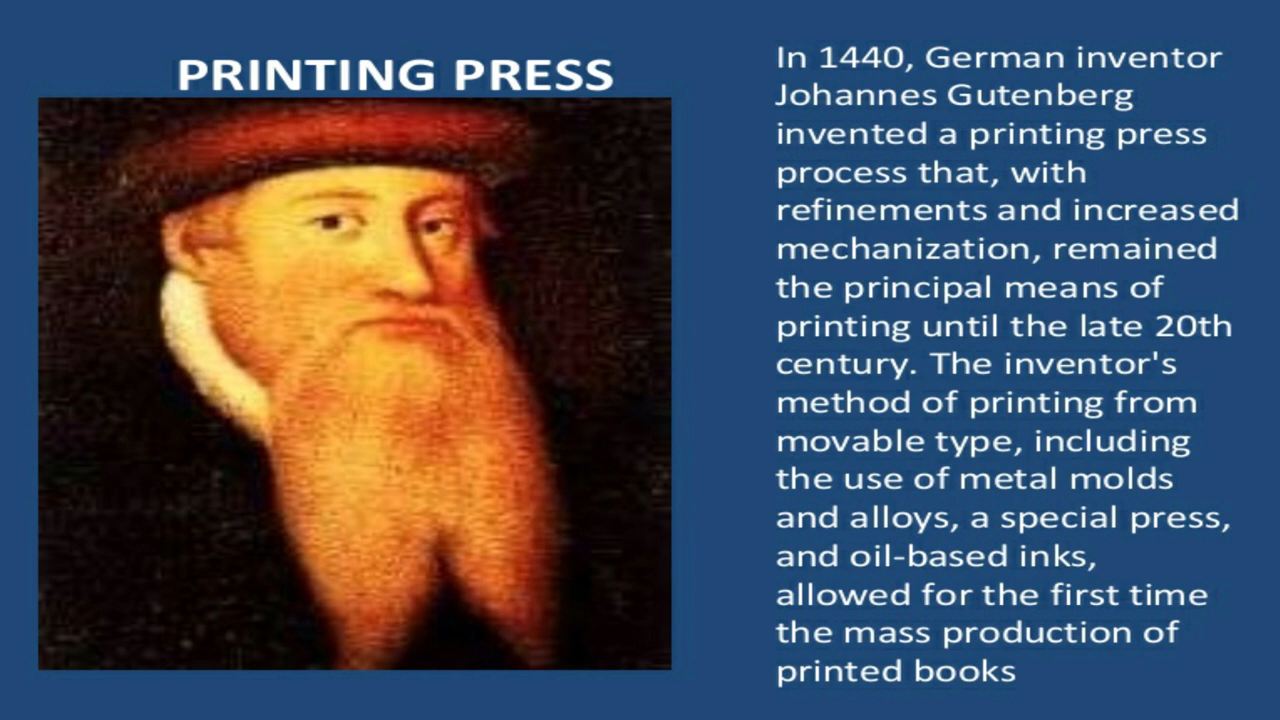 PRINTING PRESS
In 1440, German inventor
Johannes Gutenberg
invented a printing press
process that, with
refinements and increased
mechanization, remained
the principal means of
printing until the late 20th
century. The inventor's
method of printing from
movable type, including
the use of metal molds
and alloys, a special press,
and oil-based inks,
allowed for the first time
the mass production of
printed books